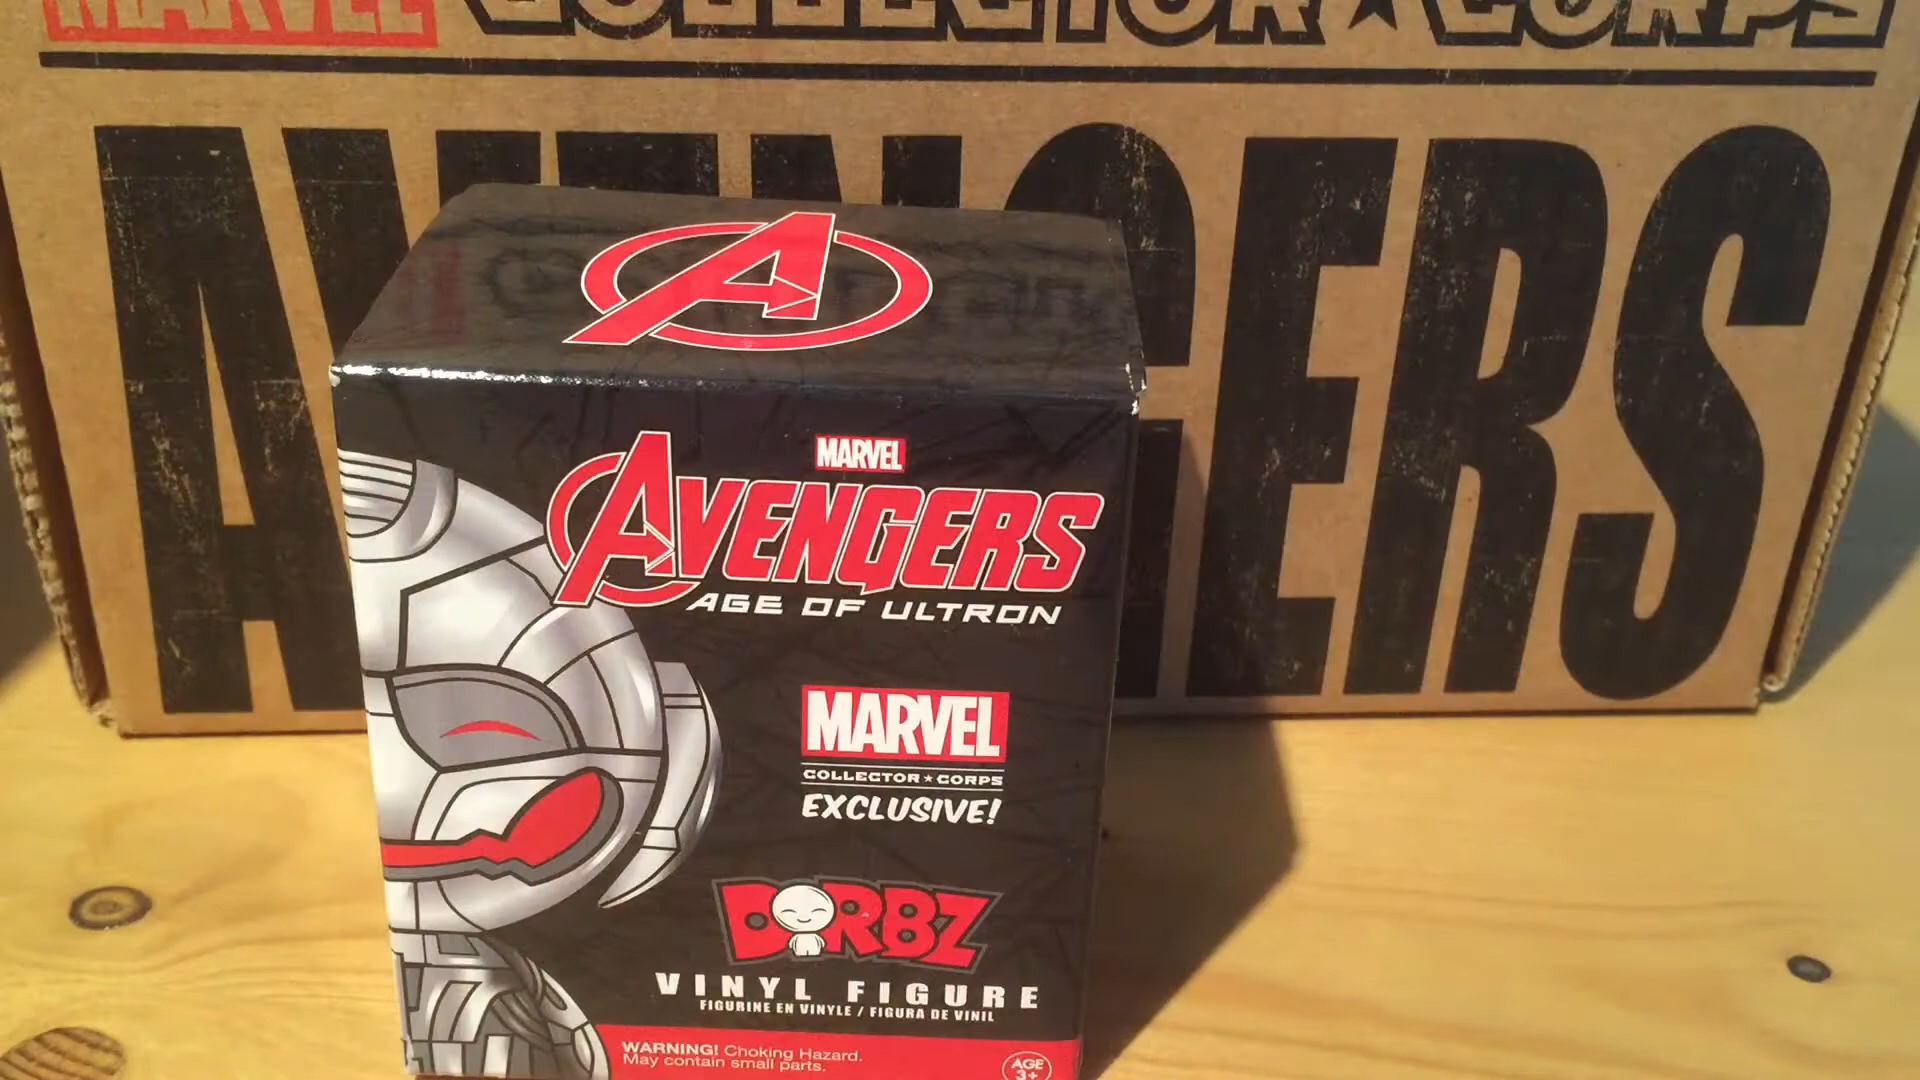 MARVEL COLLECTOR★CORPS
AVENGERS
A
MARVEL
AVENGERS
AGE OF ULTRON
MARVEL
COLLECTOR★CORPS
EXCLUSIVE!
DORBZ
VINYL FIGURE
FIGURINE EN VINYLE / FIGURA DE VINIL
WARNING! Choking Hazard.
May contain small parts.
AGE
3+